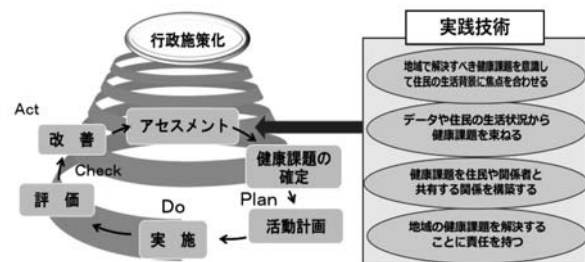 行政施策化
Act
改善
アセスメント
Check
健康課題の
確定
評価
Do
Plan
実施
活動計画
実践技術
地域で解決すべき健康課題を意識し
て住民の生活背景に焦点を合わせる
データや住民の生活状況から
健康課題を束ねる
健康課題を住民や関係者と
共有する関係を構築する
地域の健康課題を解決する
ことに責任を持つ